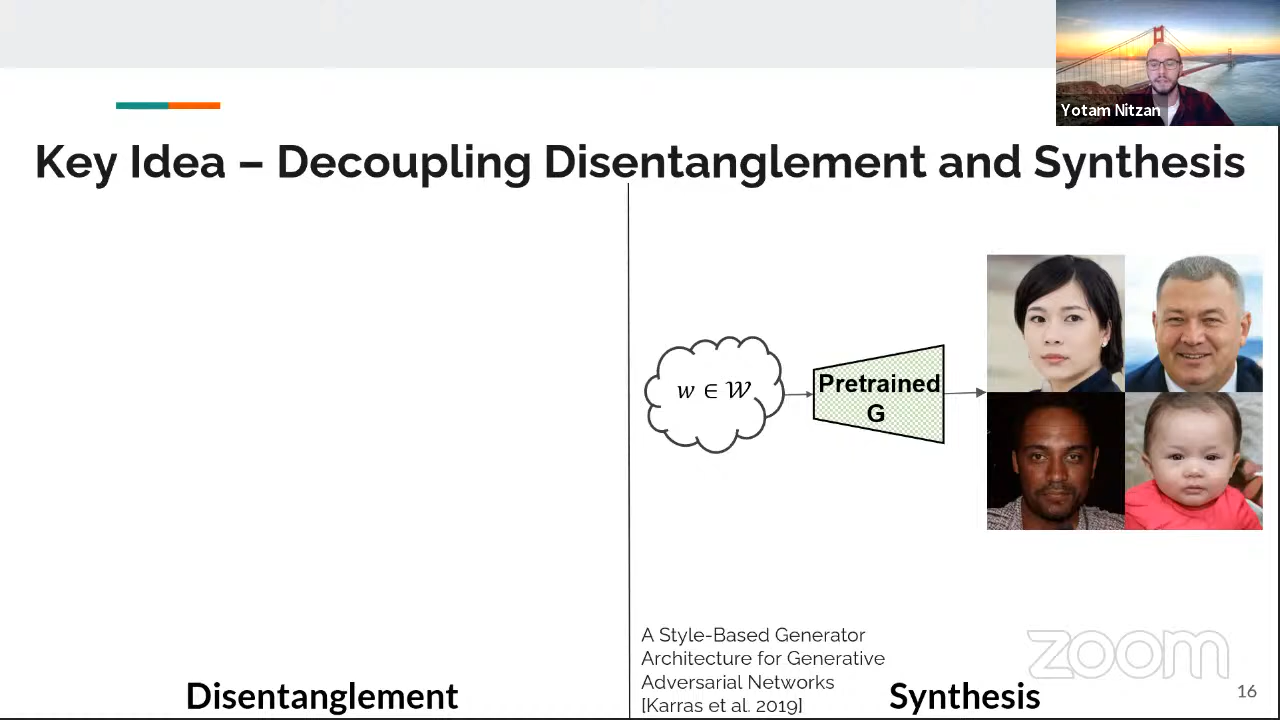 Yotam Nitzan
Key Idea – Decoupling Disentanglement and Synthesis
w ∈ 𝒲
Pretrained
G
A Style-Based Generator
Architecture for Generative
Adversarial Networks
[Karras et al. 2019]
Disentanglement
Synthesis
zoom
16